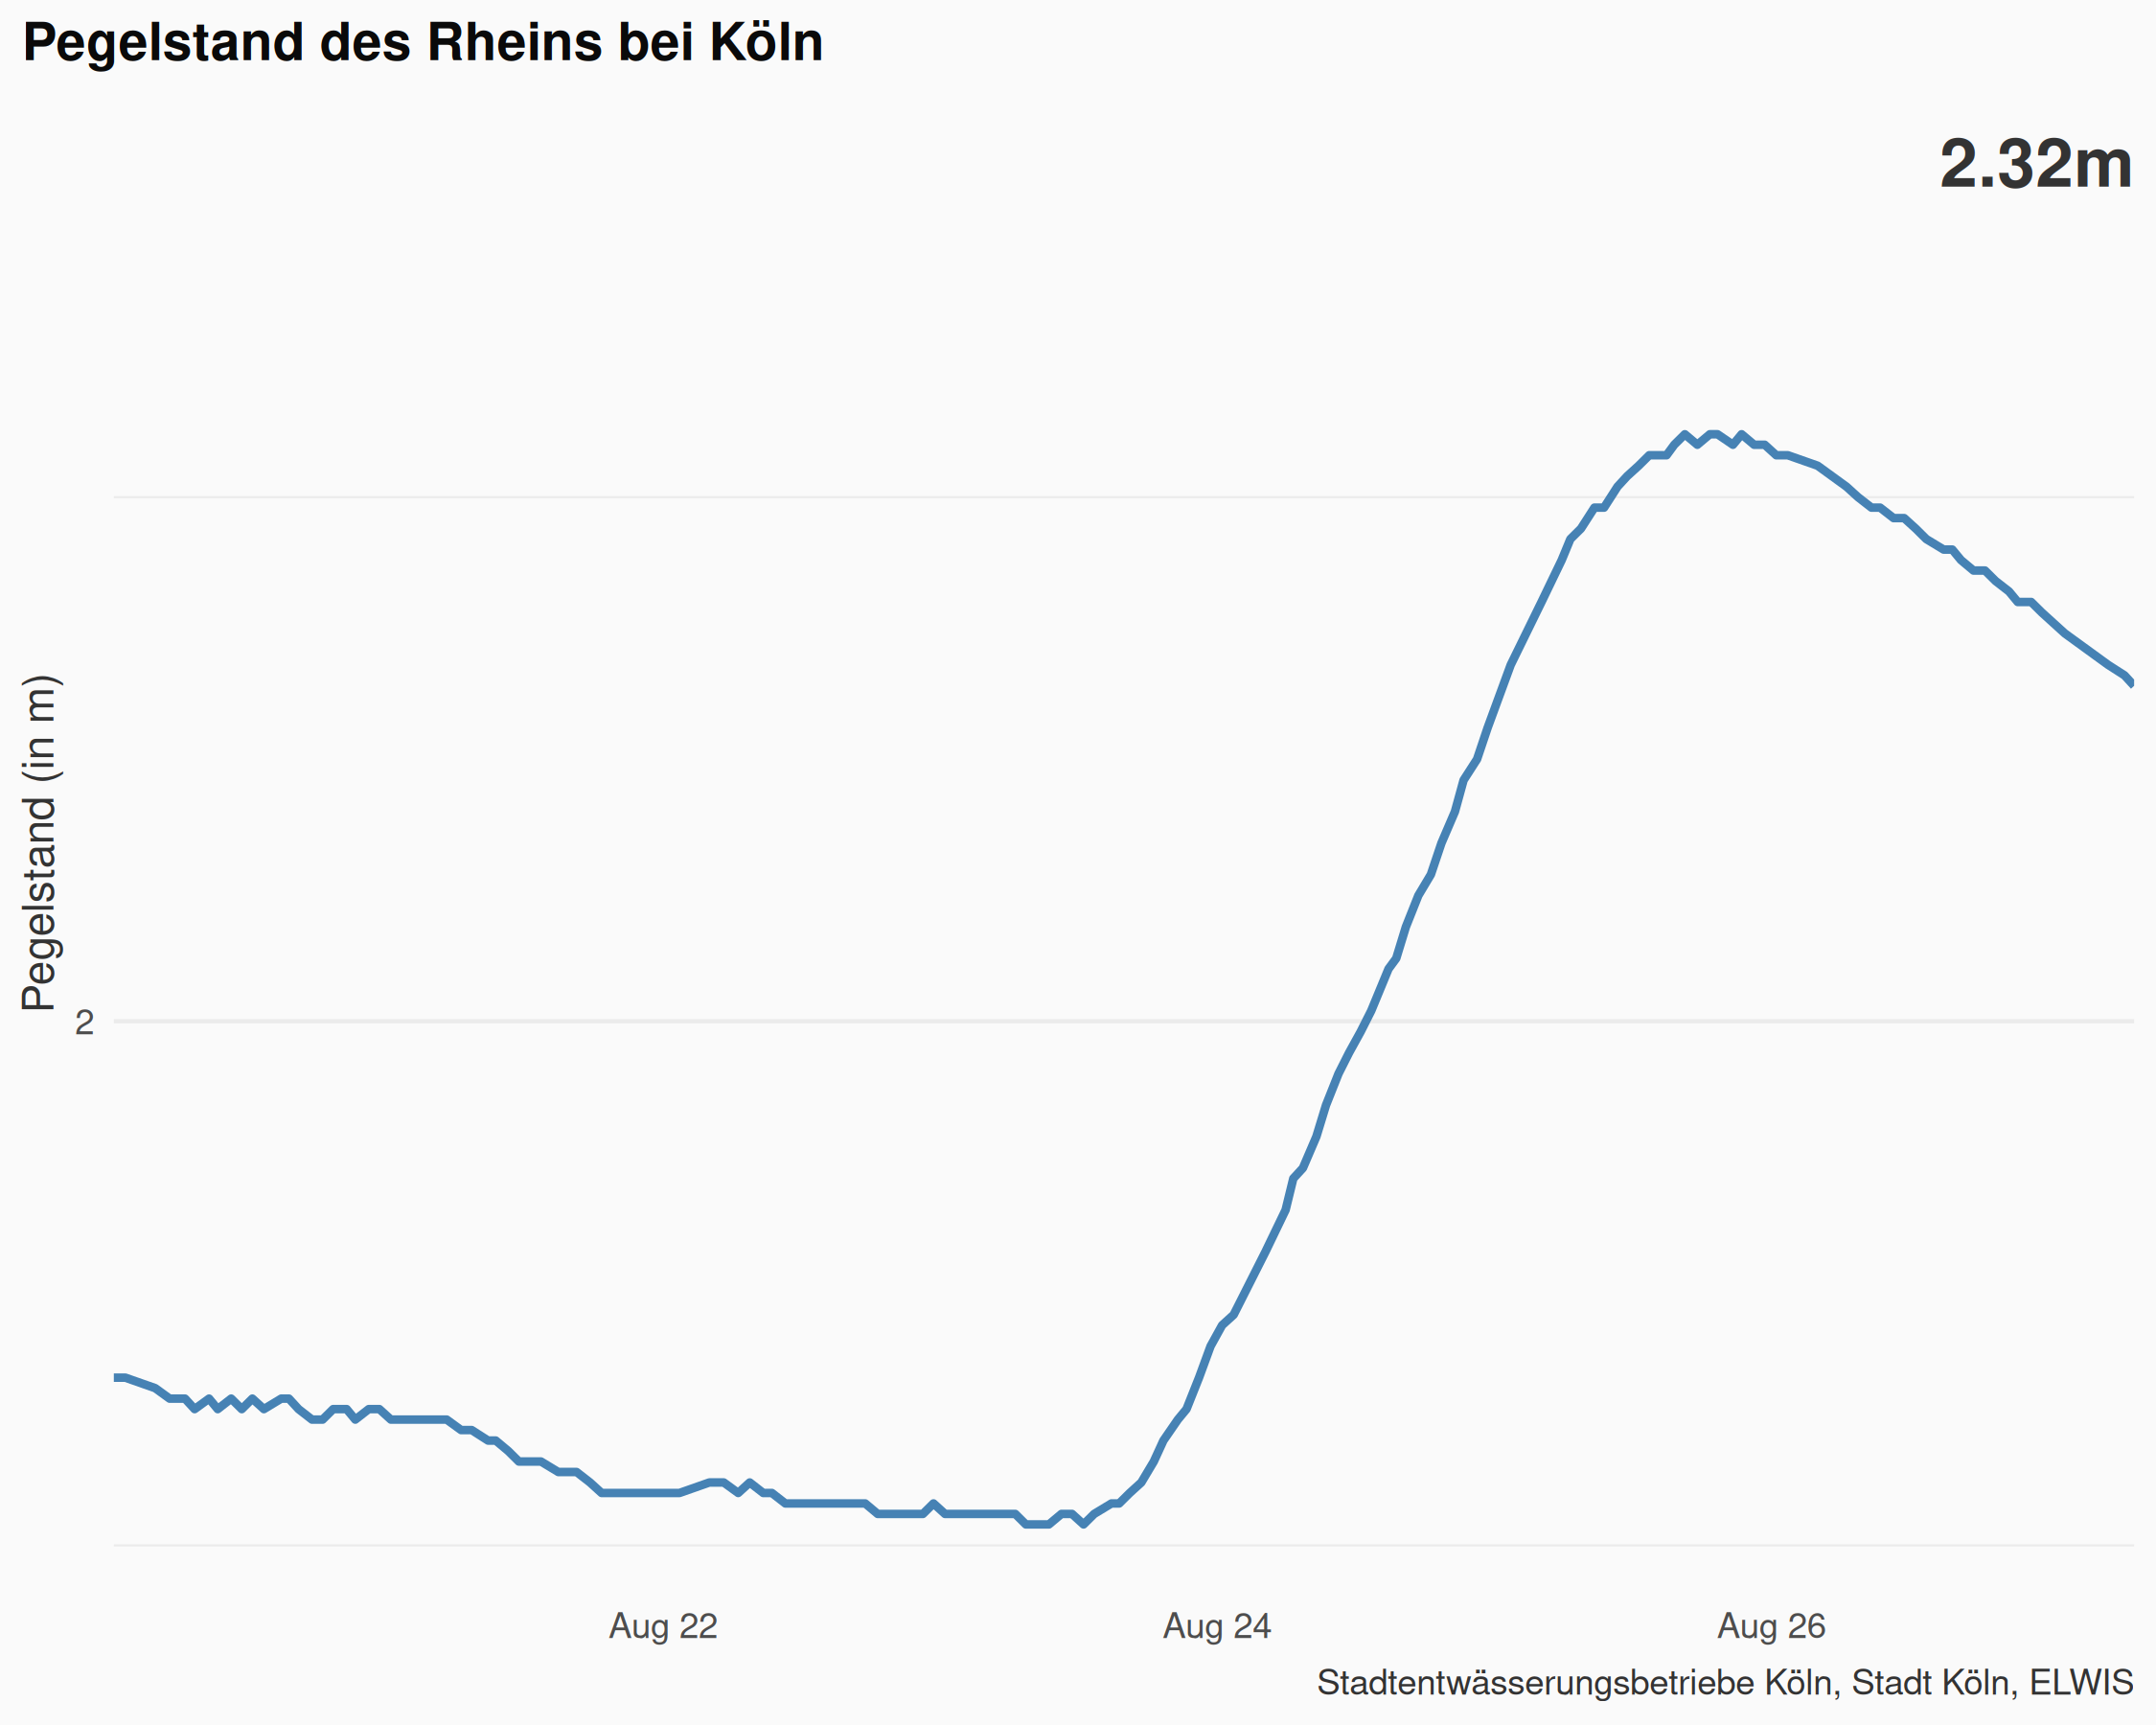 Pegelstand des Rheins bei Köln
2.32m
Pegelstand (in m)
2
Aug 22
Aug 24
Aug 26
Stadtentwässerungsbetriebe Köln, Stadt Köln, ELWIS